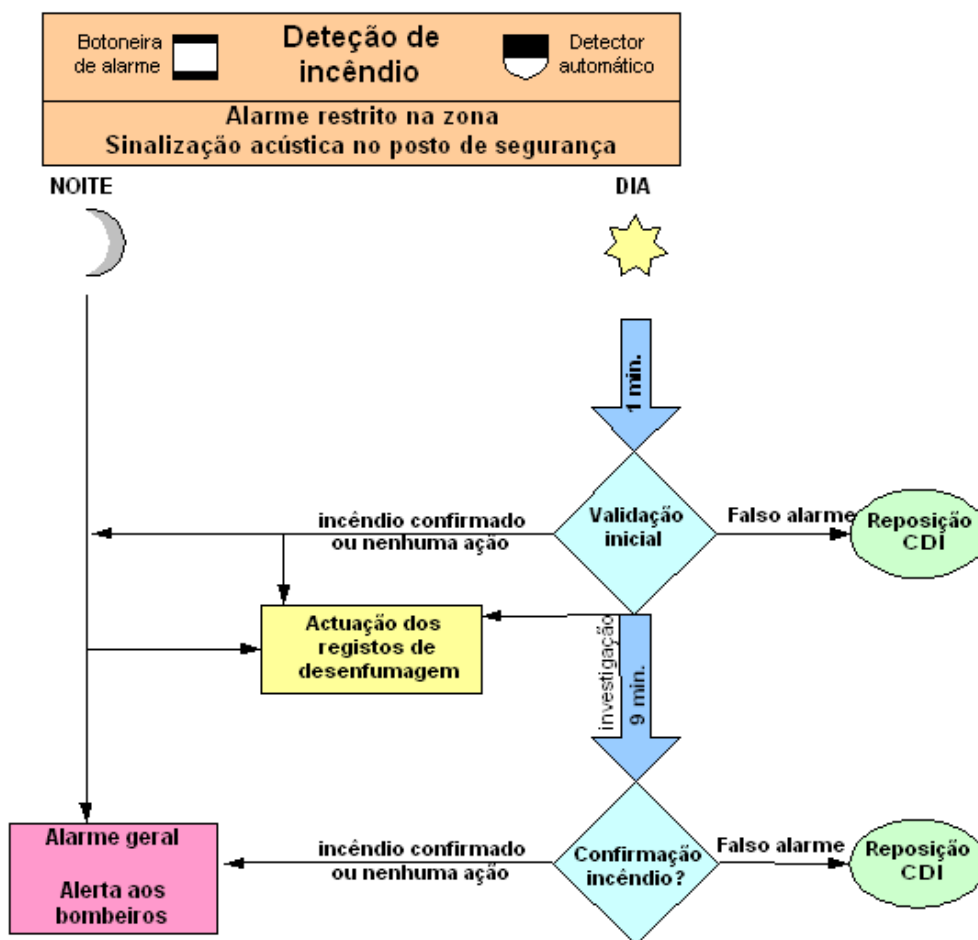 Botoneira
de alarme
Deteção de
incêndio
Detector
automático
Alarme restrito na zona
Sinalização acústica no posto de segurança
NOITE
DIA
1 min.
incêndio confirmado
ou nenhuma ação
Validação
inicial
Falso alarme
Reposição
CDI
Actuação dos
registos de
desenfumagem
investigação
9 min.
Alarme geral
Alerta aos
bombeiros
incêndio confirmado
ou nenhuma ação
Confirmação
incêndio?
Falso alarme
Reposição
CDI